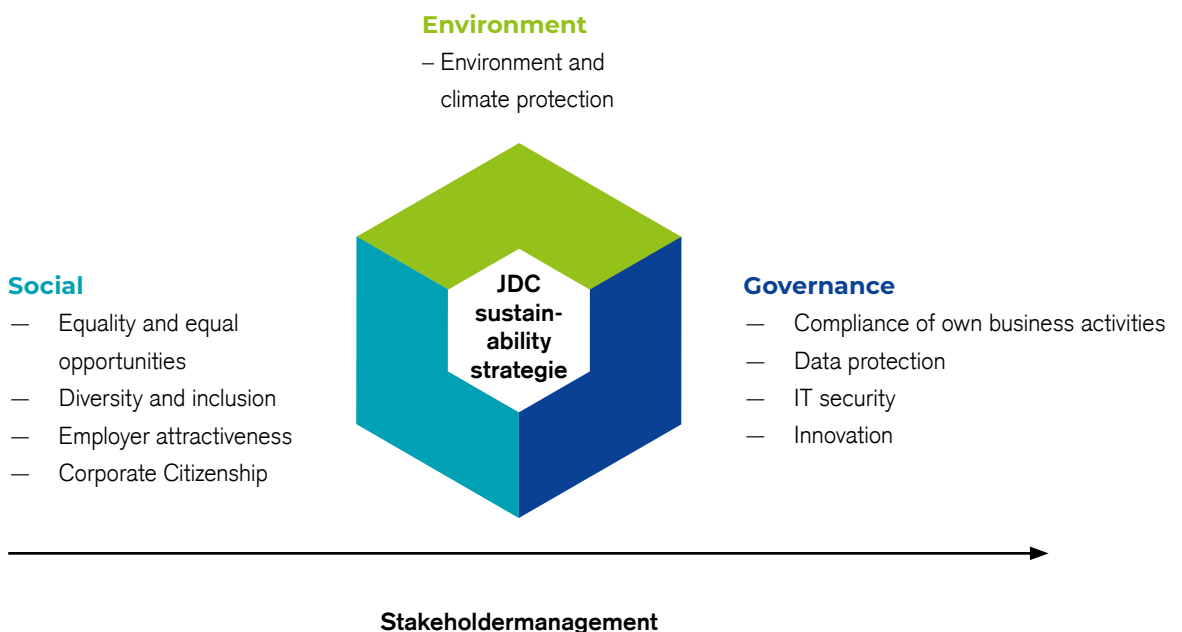 Environment
– Environment and
climate protection
JDC
sustain-
ability
strategie
Social
— Equality and equal
opportunities
— Diversity and inclusion
— Employer attractiveness
— Corporate Citizenship
Governance
— Compliance of own business activities
— Data protection
— IT security
— Innovation
Stakeholdermanagement